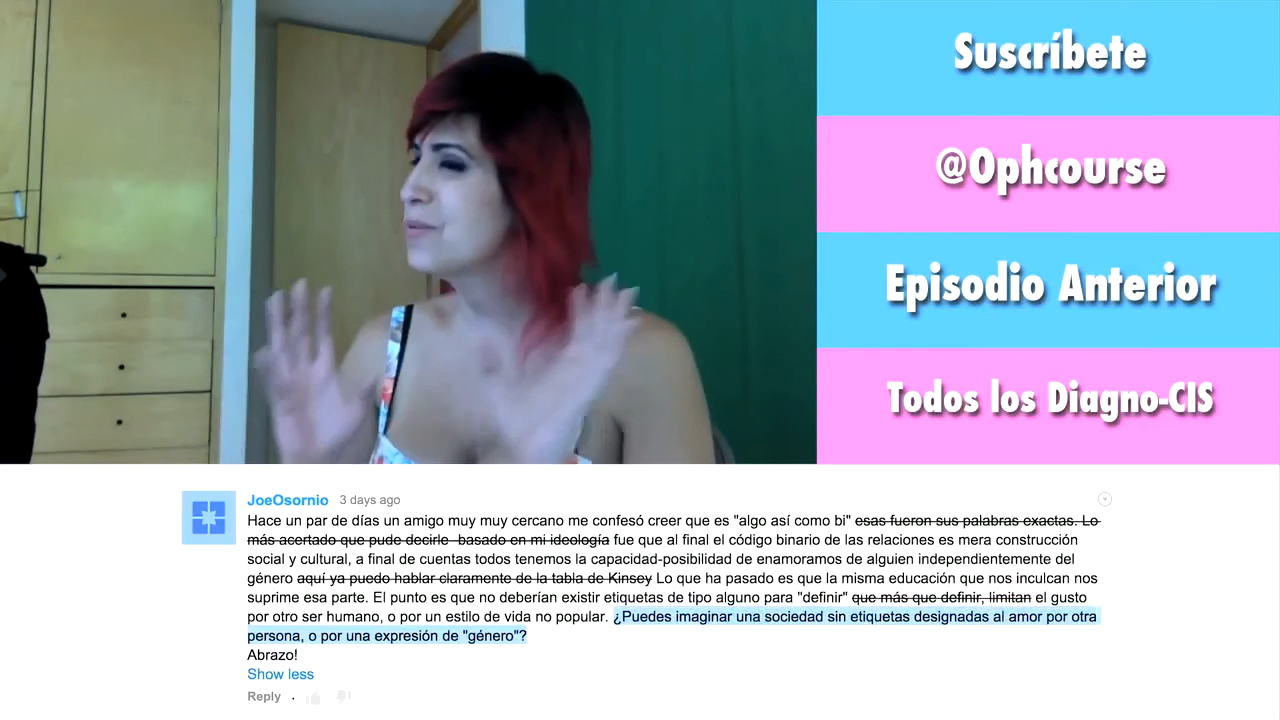 Suscríbete
@Ophcourse
Episodio Anterior
Todos los Diagno-CIS
JoeOsornio 3 days ago
Hace un par de días un amigo muy muy cercano me confesó creer que es "algo así como bi" esas fueron sus palabras exactas. Lo
más acertado que pude decirle -basado en mi ideología fue que al final el código binario de las relaciones es mera construcción
social y cultural, a final de cuentas todos tenemos la capacidad-posibilidad de enamoramos de alguien independientemente del
género aquí ya puedo hablar claramente de la tabla de Kinsey Lo que ha pasado es que la misma educación que nos inculcan nos
suprime esa parte. El punto es que no deberían existir etiquetas de tipo alguno para "definir" que más que definir, limitan el gusto
por otro ser humano, o por un estilo de vida no popular. ¿Puedes imaginar una sociedad sin etiquetas designadas al amor por otra
persona, o por una expresión de "género"?
Abrazo!
Show less
Reply ·